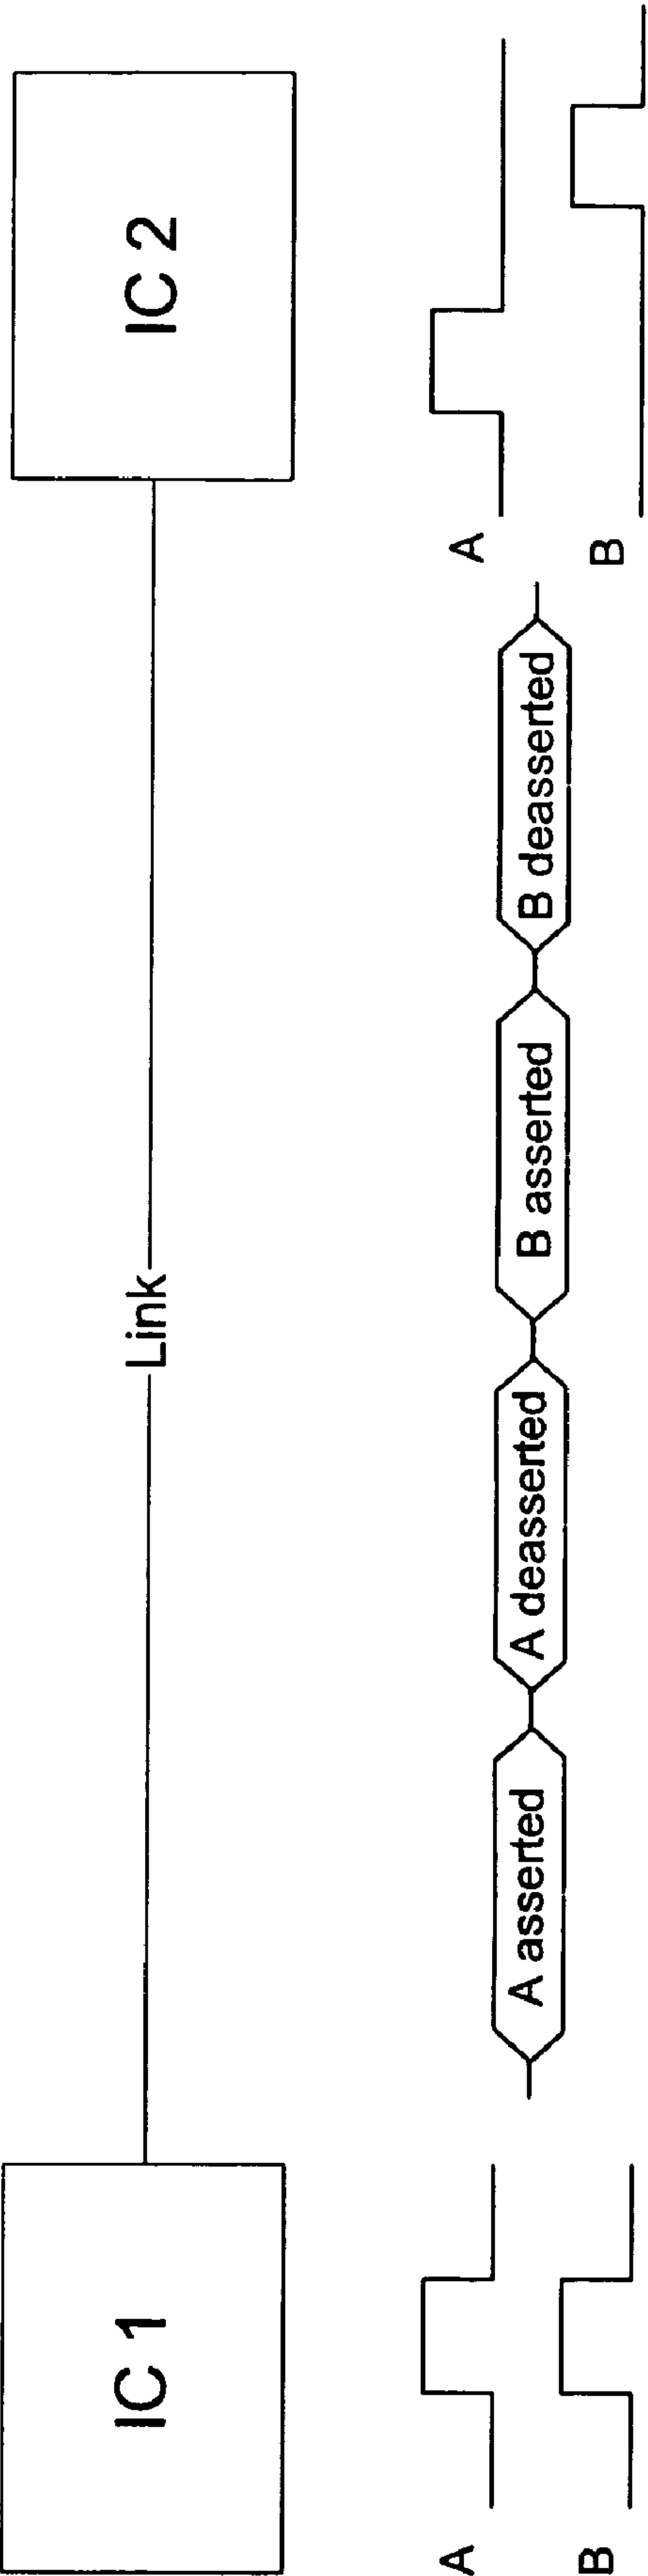 IC 1
Link
IC 2
A
B
A asserted
A deasserted
B asserted
B deasserted
A
B